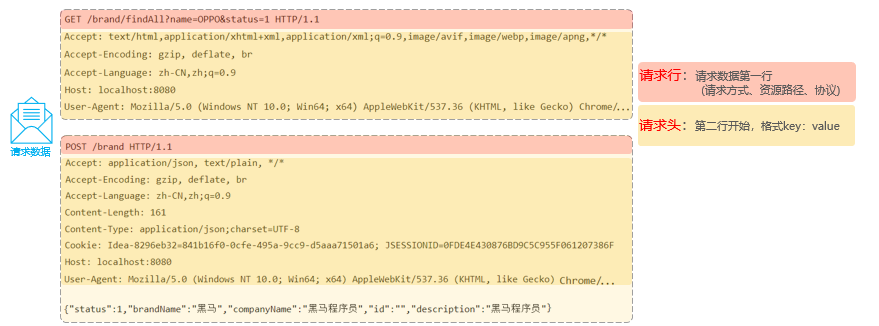 GET /brand/findAll?name=OPPO&status=1 HTTP/1.1
Accept: text/html,application/xhtml+xml,application/xml;q=0.9,image/avif,image/webp,image/apng,*/*
Accept-Encoding: gzip, deflate, br
Accept-Language: zh-CN,zh;q=0.9
Host: localhost:8080
User-Agent: Mozilla/5.0 (Windows NT 10.0; Win64; x64) AppleWebKit/537.36 (KHTML, like Gecko) Chrome/...
请求行：请求数据第一行
(请求方式、资源路径、协议)
请求头：第二行开始，格式key：value
请求数据
POST /brand HTTP/1.1
Accept: application/json, text/plain, */*
Accept-Encoding: gzip, deflate, br
Accept-Language: zh-CN,zh;q=0.9
Content-Length: 161
Content-Type: application/json;charset=UTF-8
Cookie: Idea-8296eb32=841b16f0-0cfe-495a-9cc9-d5aaa71501a6; JSESSIONID=0FDE4E430876BD9C5C955F061207386F
Host: localhost:8080
User-Agent: Mozilla/5.0 (Windows NT 10.0; Win64; x64) AppleWebKit/537.36 (KHTML, like Gecko) Chrome/...
{"status":1,"brandName":"黑马","companyName":"黑马程序员","id":"","description":"黑马程序员"}